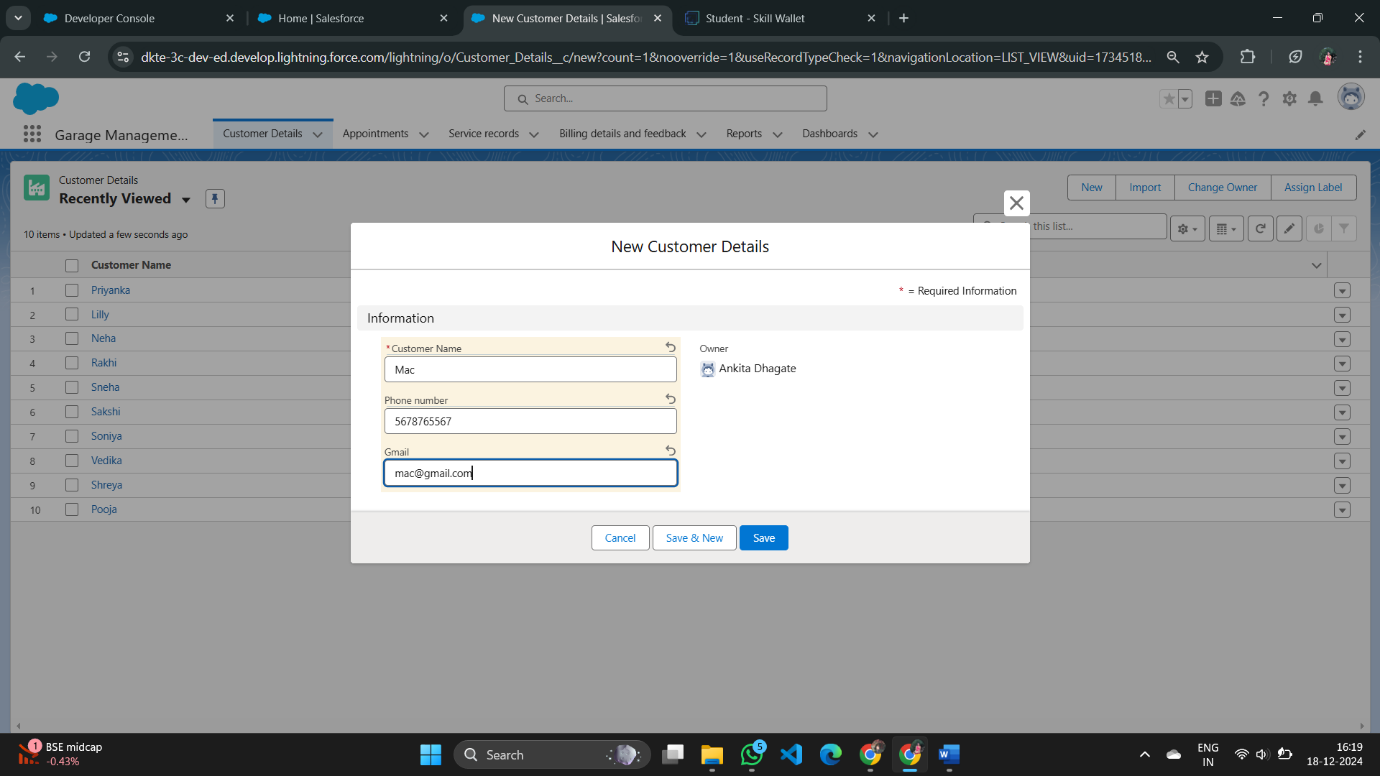 Developer Console
Home | Salesforce
New Customer Details | Salesfo
Student - Skill Wallet
dkte-3c-dev-ed.develop.lightning.force.com/lightning/o/Customer_Details__c/new?count=1&nooverride=1&useRecordTypeCheck=1&navigationLocation=LIST_VIEW&uid=1734518...
Search...
Garage Manageme...
Customer Details
Appointments
Service records
Billing details and feedback
Reports
Dashboards
Customer Details
Recently Viewed
New
Import
Change Owner
Assign Label
10 items • Updated a few seconds ago
this list...
Customer Name
1 Priyanka
2 Lilly
3 Neha
4 Rakhi
5 Sneha
6 Sakshi
7 Soniya
8 Vedika
9 Shreya
10 Pooja
New Customer Details
* = Required Information
Information
*Customer Name
Mac
Owner
Ankita Dhagate
Phone number
5678765567
Gmail
mac@gmail.com
Cancel
Save & New
Save
1
BSE midcap
-0.43%
Search
5
ENG
IN
16:19
18-12-2024